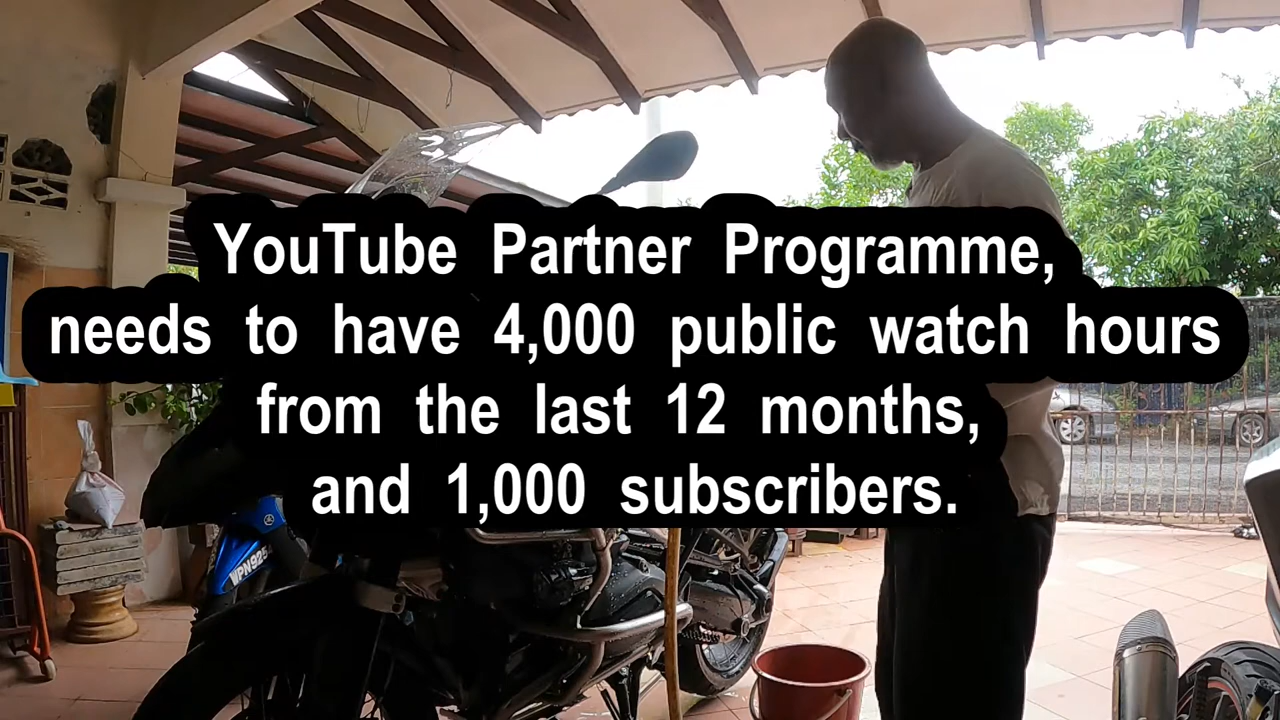 YouTube Partner Programme,
needs to have 4,000 public watch hours
from the last 12 months,
and 1,000 subscribers.